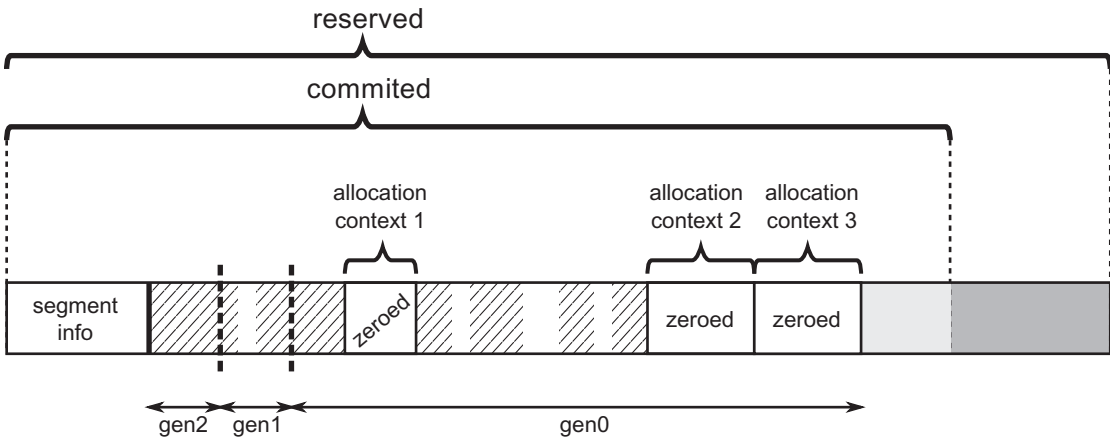 reserved
commited
allocation
context 1
allocation
context 2
allocation
context 3
segment
info
zeroed
zeroed
zeroed
gen2
gen1
gen0